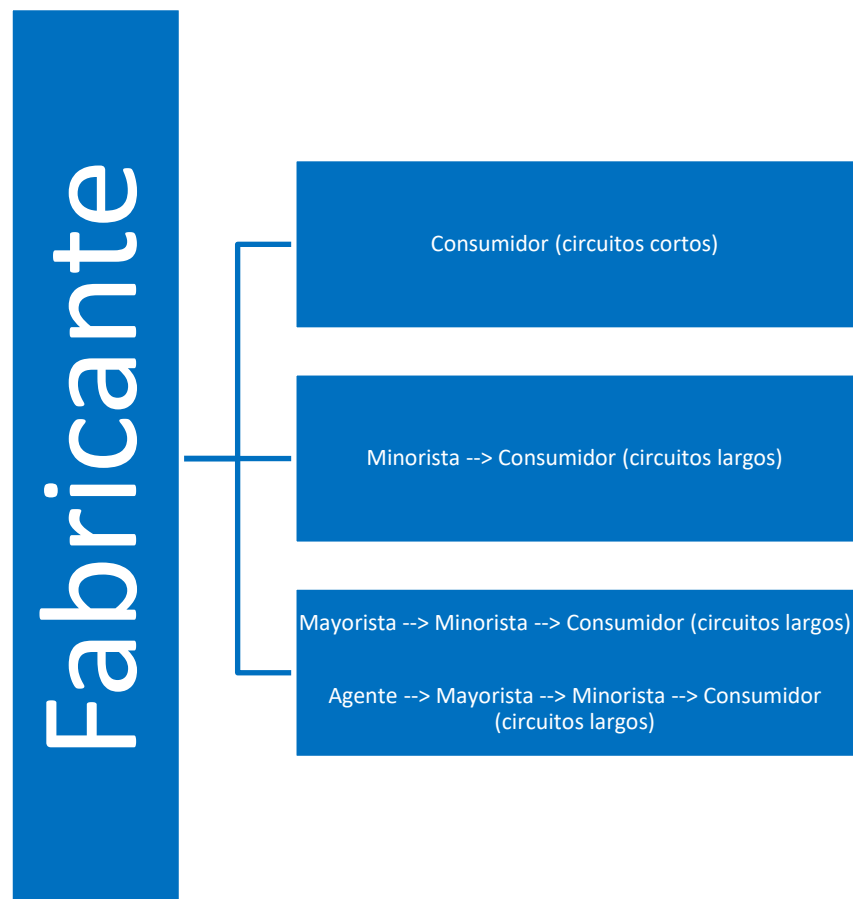 Fabricante
Consumidor (circuitos cortos)
Minorista --> Consumidor (circuitos largos)
Mayorista --> Minorista --> Consumidor (circuitos largos)
Agente --> Mayorista --> Minorista --> Consumidor
(circuitos largos)